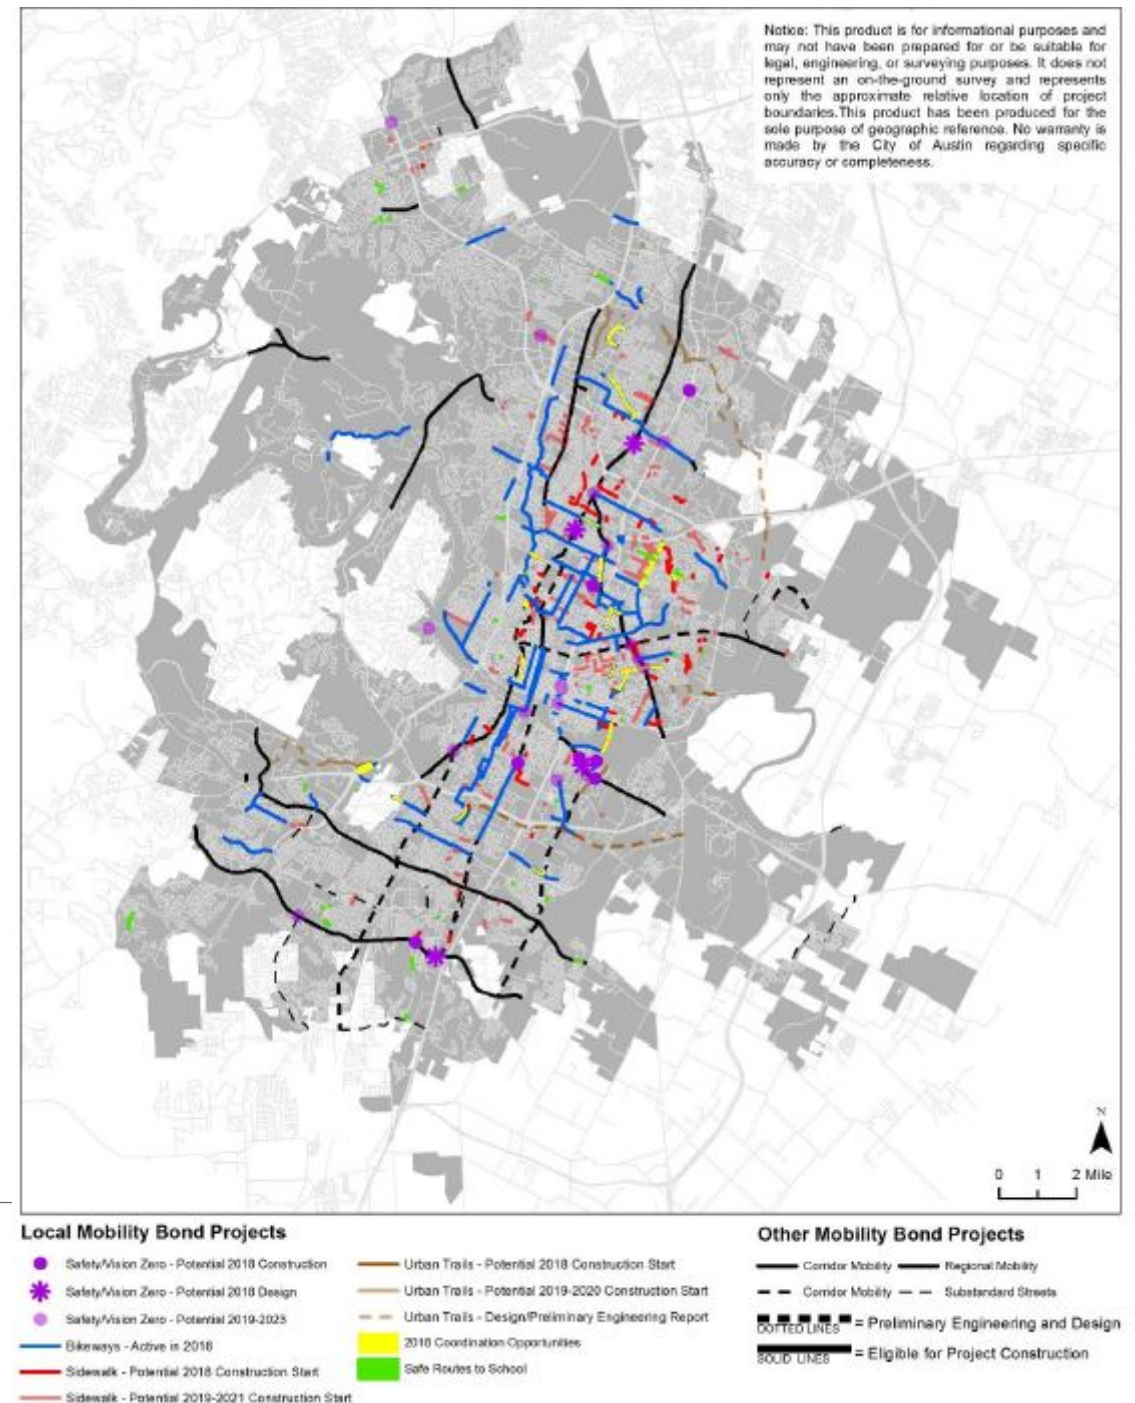 Notice: This product is for informational purposes and
may not have been prepared for or be suitable for
legal, engineering, or surveying purposes. It does not
represent an on-the-ground survey and represents
only the approximate relative location of project
boundaries.This product has been produced for the
sole purpose of geographic reference. No warranty is
made by the City of Austin regarding specific
accuracy or completeness.
N
0 1 2 Mile
Local Mobility Bond Projects
Safety/Vision Zero - Potential 2018 Construction
Safety/Vision Zero - Potential 2018 Design
Safety/Vision Zero - Potential 2019-2023
Bikeways - Active in 2018
Sidewalk - Potential 2018 Construction Start
Sidewalk - Potential 2019-2021 Construction Start
Urban Trails - Potential 2018 Construction Start
Urban Trails - Potential 2019-2020 Construction Start
Urban Trails - Design/Preliminary Engineering Report
2018 Coordination Opportunities
Safe Routes to School
Other Mobility Bond Projects
Corridor Mobility Regional Mobility
Corridor Mobility Substandard Streets
DOTTED LINES = Preliminary Engineering and Design
SOLID LINES = Eligible for Project Construction